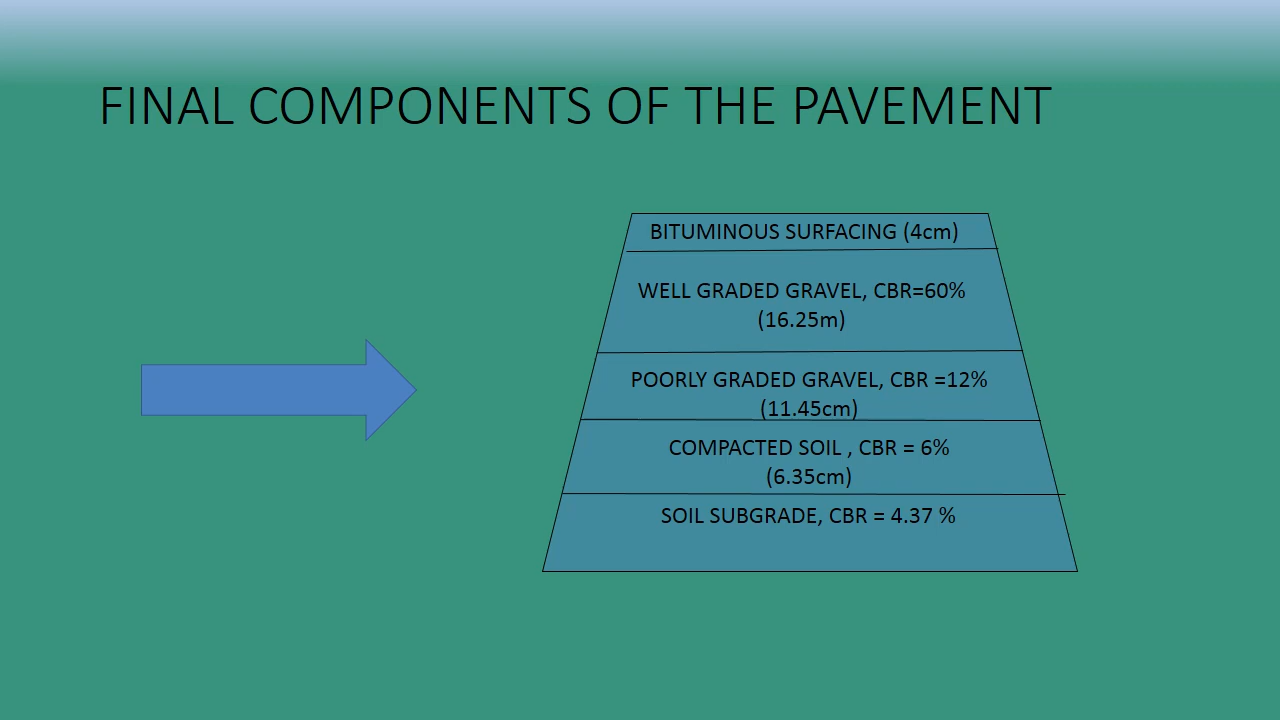 FINAL COMPONENTS OF THE PAVEMENT
BITUMINOUS SURFACING (4cm)
WELL GRADED GRAVEL, CBR=60%
(16.25m)
POORLY GRADED GRAVEL, CBR =12%
(11.45cm)
COMPACTED SOIL , CBR = 6%
(6.35cm)
SOIL SUBGRADE, CBR = 4.37 %